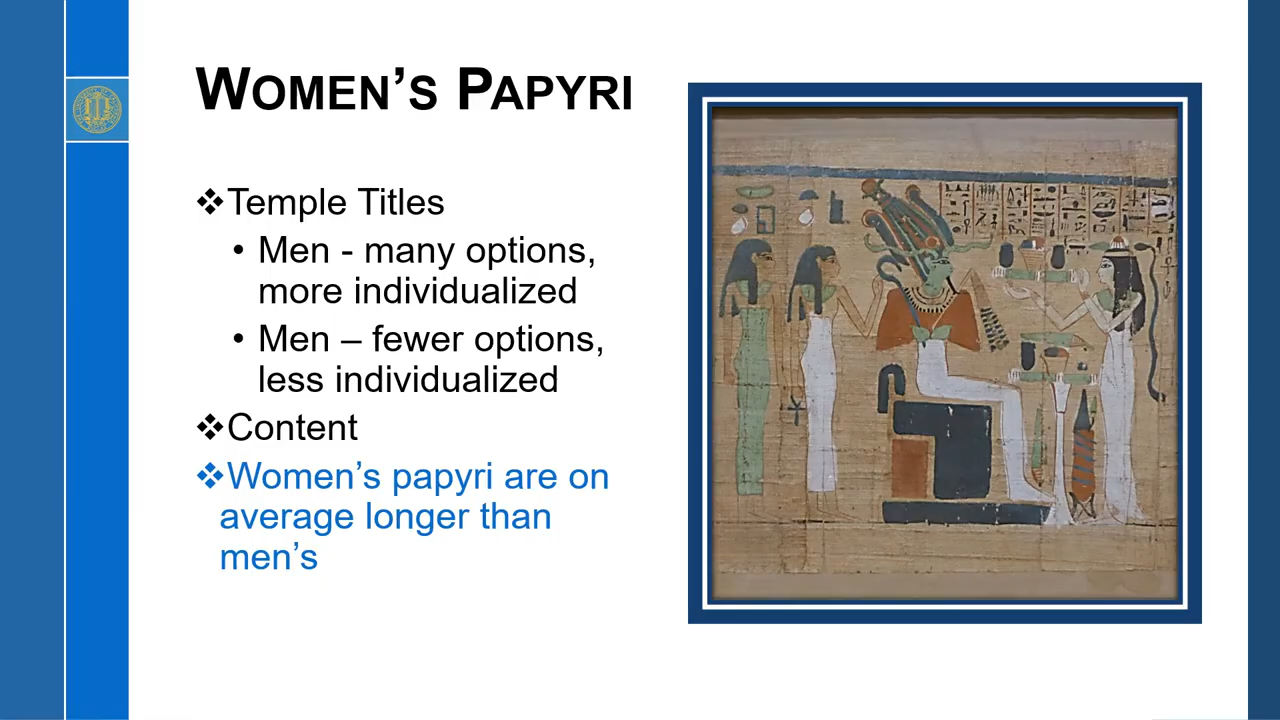 WOMEN'S PAPYRI
❖Temple Titles
• Men - many options,
more individualized
• Men – fewer options,
less individualized
❖Content
❖Women's papyri are on
average longer than
men's